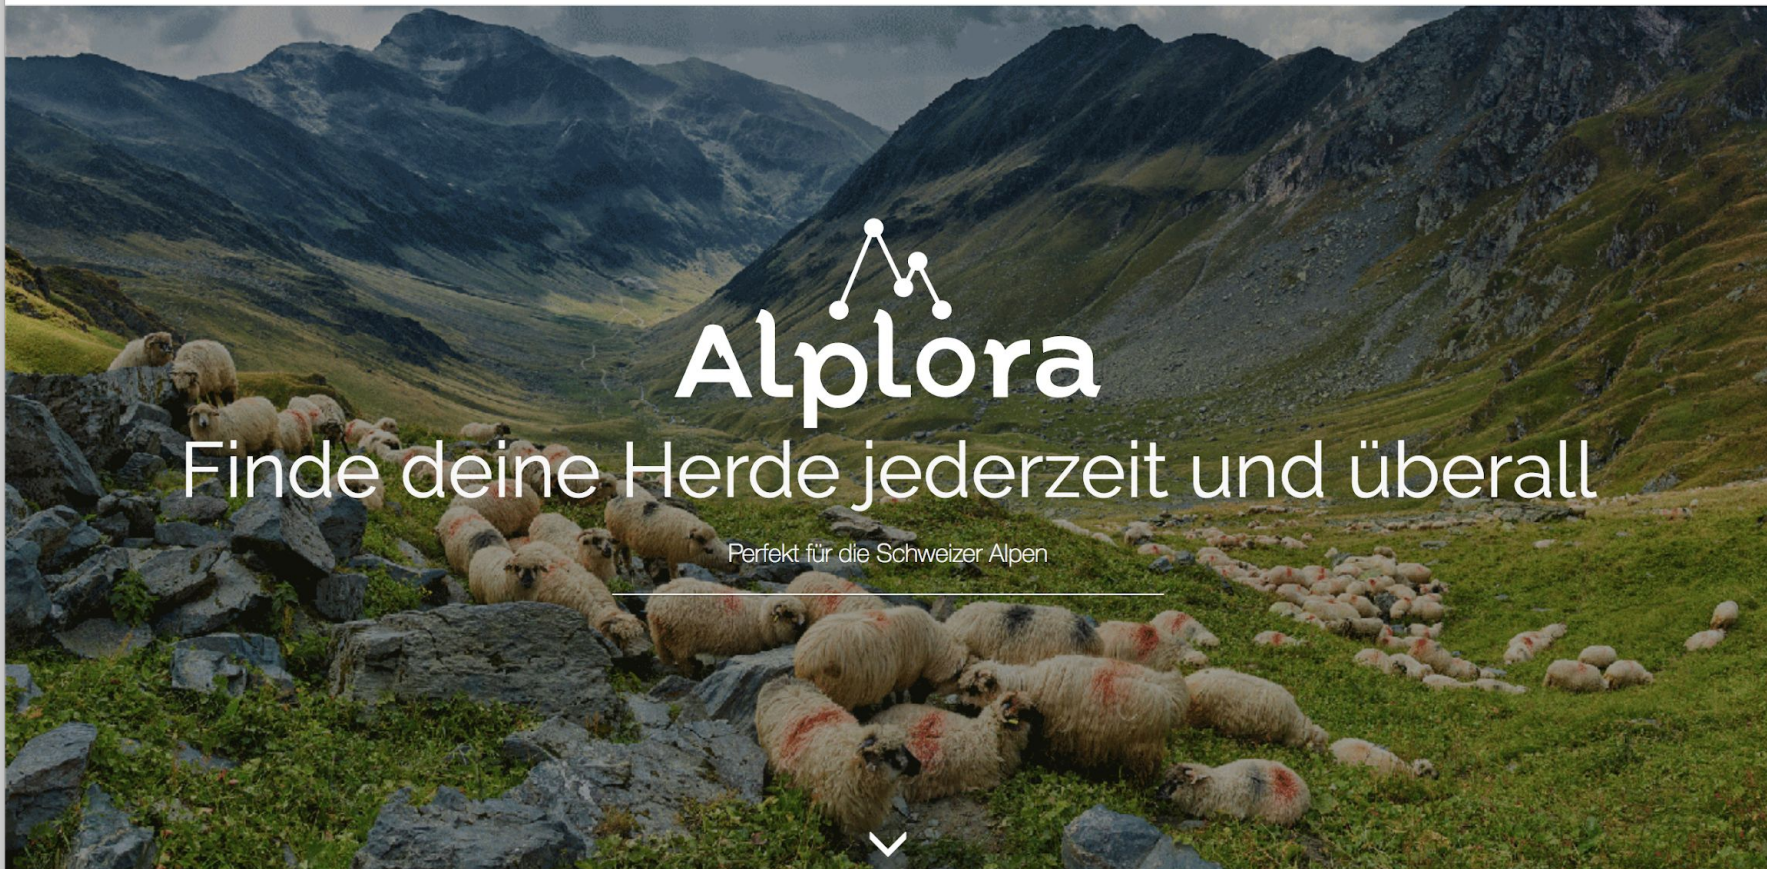 Alplora
Finde deine Herde jederzeit und überall
Perfekt für die Schweizer Alpen